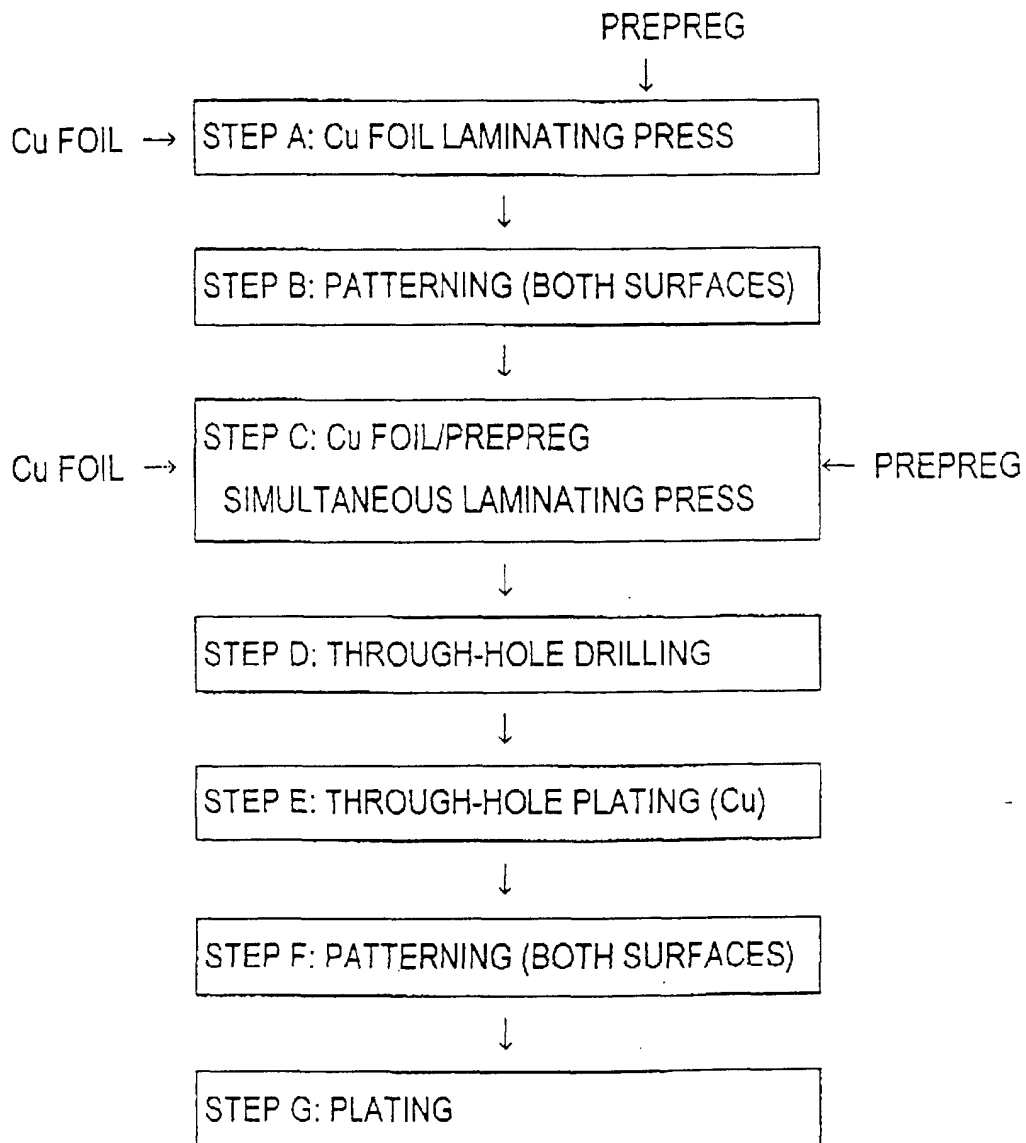 PREPREG
Cu FOIL → STEP A: Cu FOIL LAMINATING PRESS
STEP B: PATTERNING (BOTH SURFACES)
STEP C: Cu FOIL/PREPREG
Cu FOIL → ← PREPREG
SIMULTANEOUS LAMINATING PRESS
STEP D: THROUGH-HOLE DRILLING
STEP E: THROUGH-HOLE PLATING (Cu)
STEP F: PATTERNING (BOTH SURFACES)
STEP G: PLATING